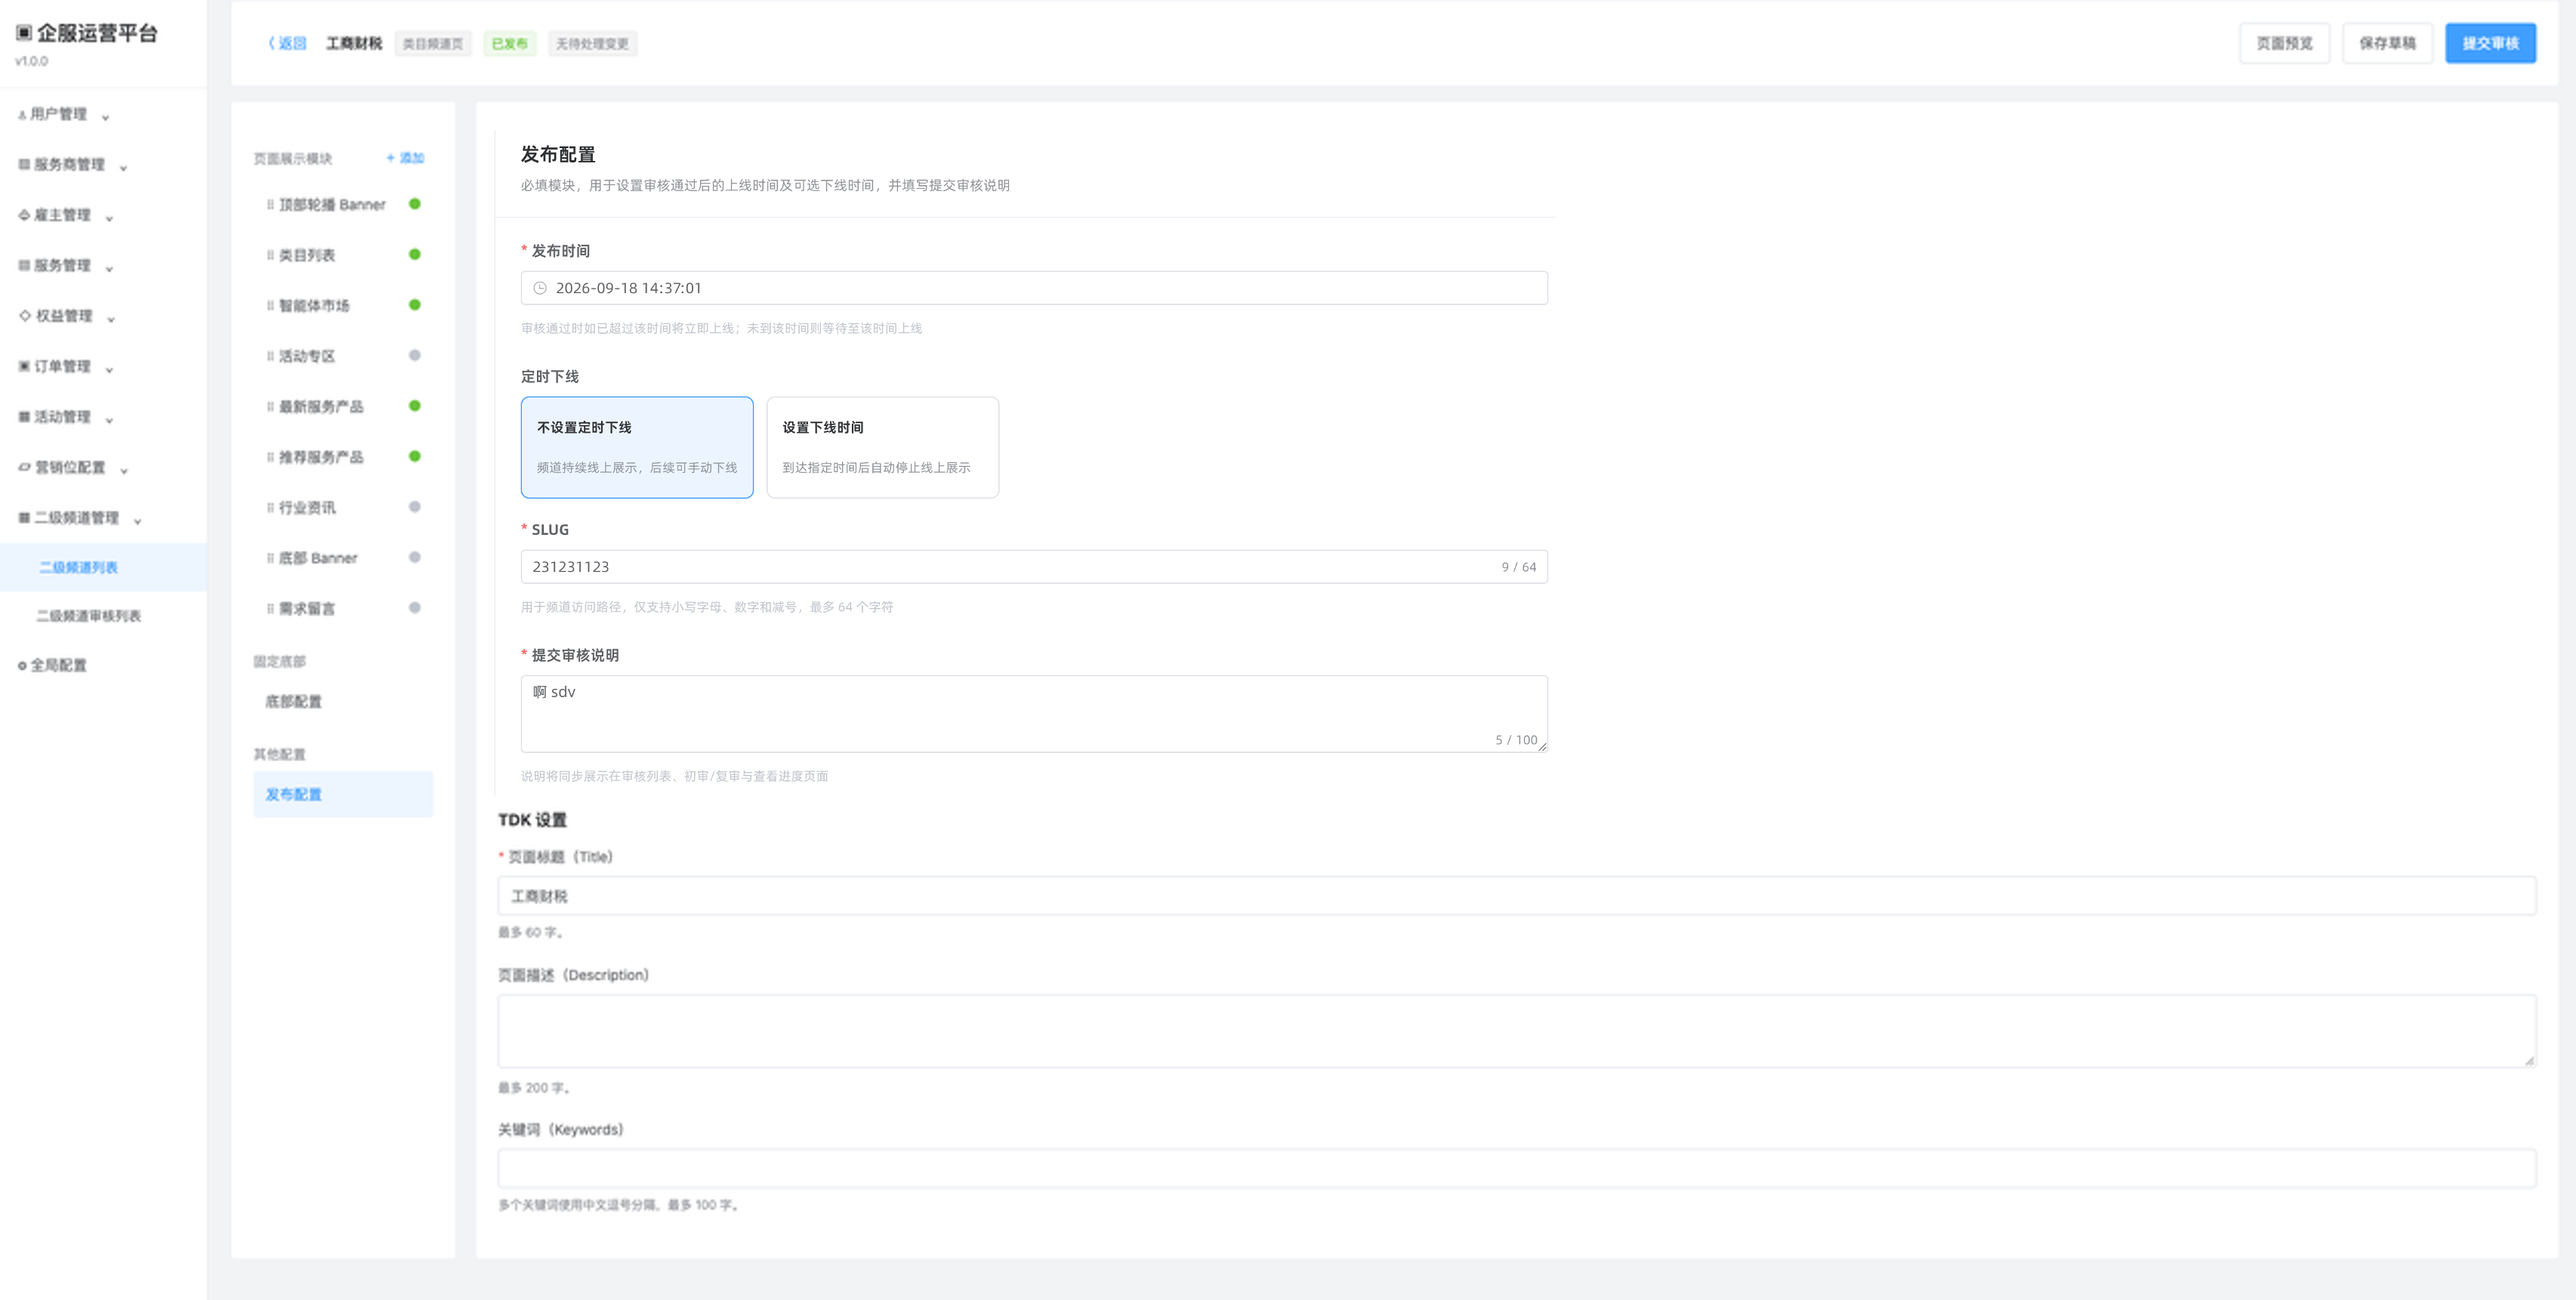 企服运营平台
v1.0.0
用户管理
服务商管理
雇主管理
服务管理
权益管理
订单管理
活动管理
营销位配置
二级频道管理
二级频道列表
二级频道审核列表
全局配置
返回 工商财税 类目频道页 已发布 无待处理变更
页面预览 保存草稿 提交审核
页面展示模块 + 添加
顶部轮播 Banner
类目列表
智能体市场
活动专区
最新服务产品
推荐服务产品
行业资讯
底部 Banner
需求留言
固定底部
底部配置
其他配置
发布配置
发布配置
必填模块，用于设置审核通过后的上线时间及可选下线时间，并填写提交审核说明
* 发布时间
2026-09-18 14:37:01
审核通过时如已超过该时间将立即上线；未到该时间则等待至该时间上线
定时下线
不设置定时下线
频道持续线上展示，后续可手动下线
设置下线时间
到达指定时间后自动停止线上展示
* SLUG
231231123 9 / 64
用于频道访问路径，仅支持小写字母、数字和减号，最多 64 个字符
* 提交审核说明
啊 sdv
5 / 100
说明将同步展示在审核列表、初审/复审与查看进度页面
TDK 设置
* 页面标题（Title）
工商财税
最多 60 字。
页面描述（Description）
最多 200 字。
关键词（Keywords）
多个关键词使用中文逗号分隔。最多 100 字。